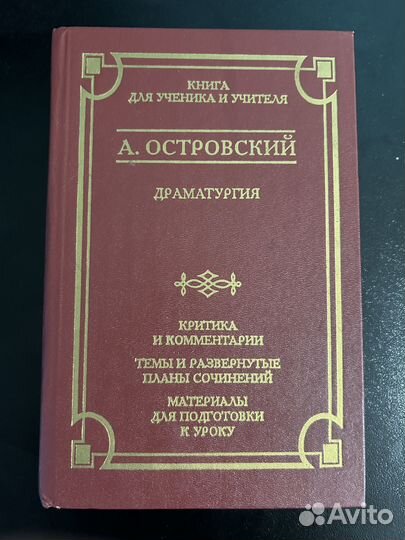 КНИГА
ДЛЯ УЧЕНИКА И УЧИТЕЛЯ
А. ОСТРОВСКИЙ
ДРАМАТУРГИЯ
КРИТИКА
И КОММЕНТАРИИ
ТЕМЫ И РАЗВЕРНУТЫЕ
ПЛАНЫ СОЧИНЕНИЙ
МАТЕРИАЛЫ
ДЛЯ ПОДГОТОВКИ
К УРОКУ
Avito